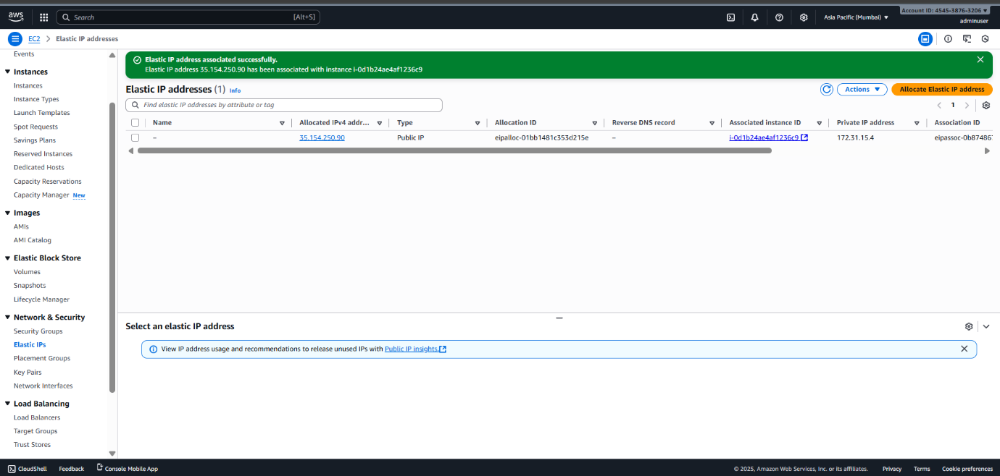 aws
Search [Alt+S]
Asia Pacific (Mumbai)
Account ID: 4545-3876-3206
adminuser
EC2 > Elastic IP addresses
Events
Instances
Instances
Instance Types
Launch Templates
Spot Requests
Savings Plans
Reserved Instances
Dedicated Hosts
Capacity Reservations
Capacity Manager New
Images
AMIs
AMI Catalog
Elastic Block Store
Volumes
Snapshots
Lifecycle Manager
Network & Security
Security Groups
Elastic IPs
Placement Groups
Key Pairs
Network Interfaces
Load Balancing
Load Balancers
Target Groups
Trust Stores
Elastic IP address associated successfully.
Elastic IP address 35.154.250.90 has been associated with instance i-0d1b24ae4af1236c9
Elastic IP addresses (1) Info
Actions
Allocate Elastic IP address
Find elastic IP addresses by attribute or tag
1
Name Allocated IPv4 addr... Type Allocation ID Reverse DNS record Associated instance ID Private IP address Association ID
– 35.154.250.90 Public IP eipalloc-01bb1481c353d215e – i-0d1b24ae4af1236c9 172.31.15.4 eipassoc-0b87486
Select an elastic IP address
View IP address usage and recommendations to release unused IPs with Public IP insights.
CloudShell Feedback Console Mobile App
© 2025, Amazon Web Services, Inc. or its affiliates. Privacy Terms Cookie preferences